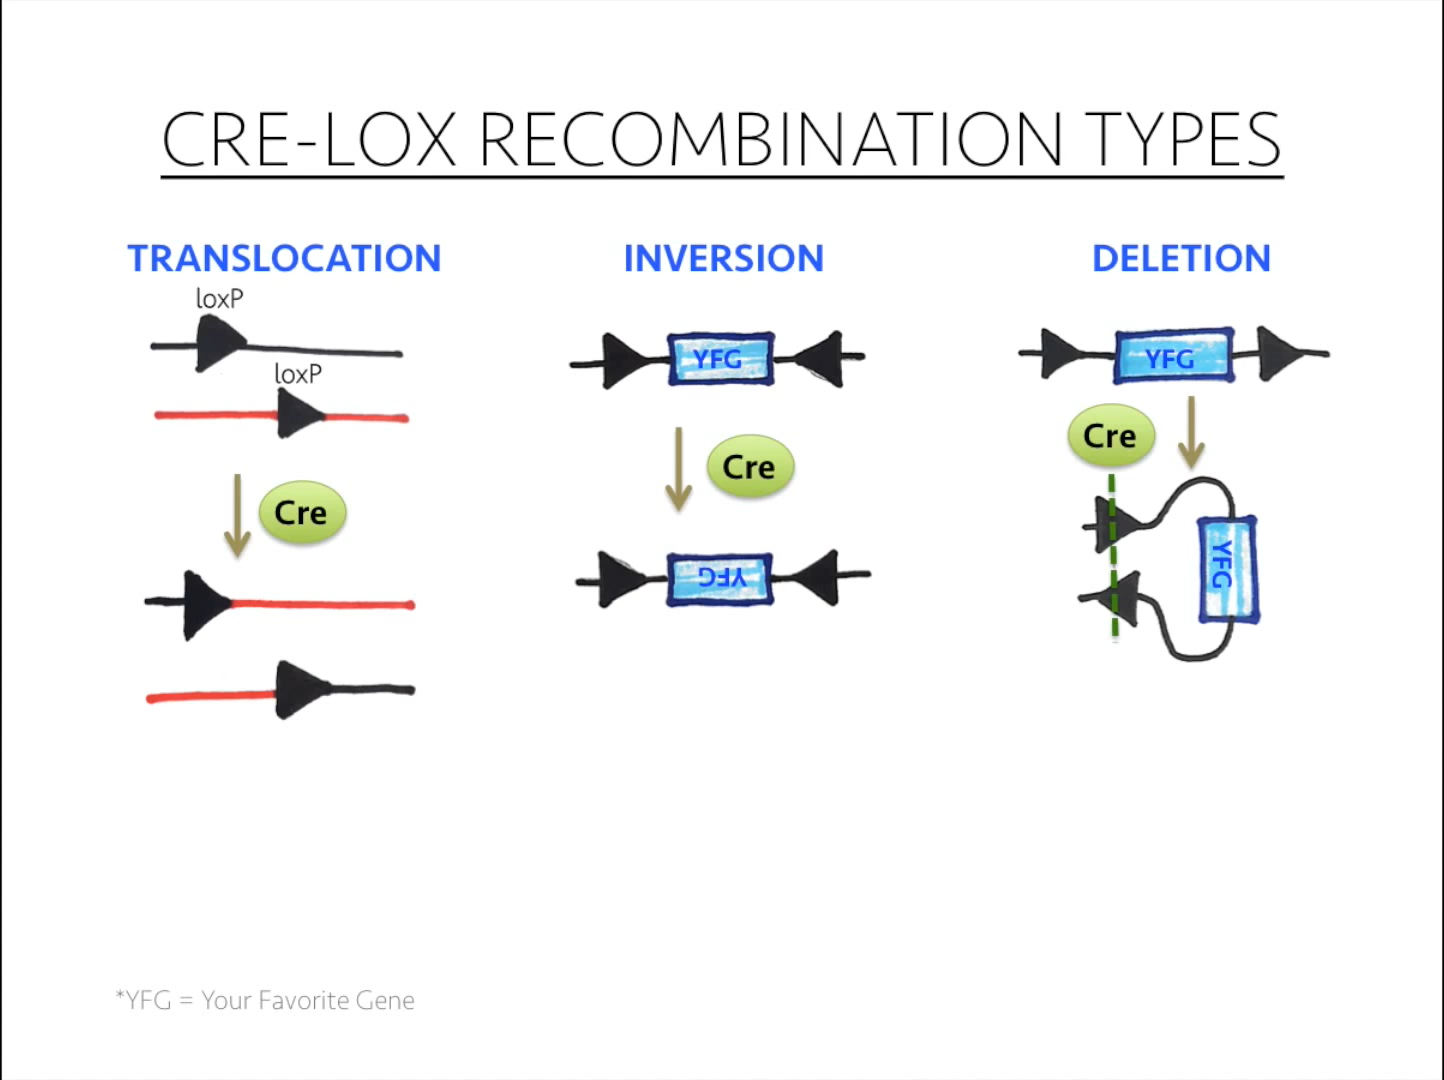 CRE-LOX RECOMBINATION TYPES
TRANSLOCATION
loxP
loxP
Cre
INVERSION
YFG
Cre
YFG
DELETION
YFG
Cre
YFG
*YFG = Your Favorite Gene